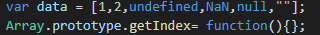 var data = [1,2,undefined,NaN,null,""];
Array.prototype.getIndex= function(){};